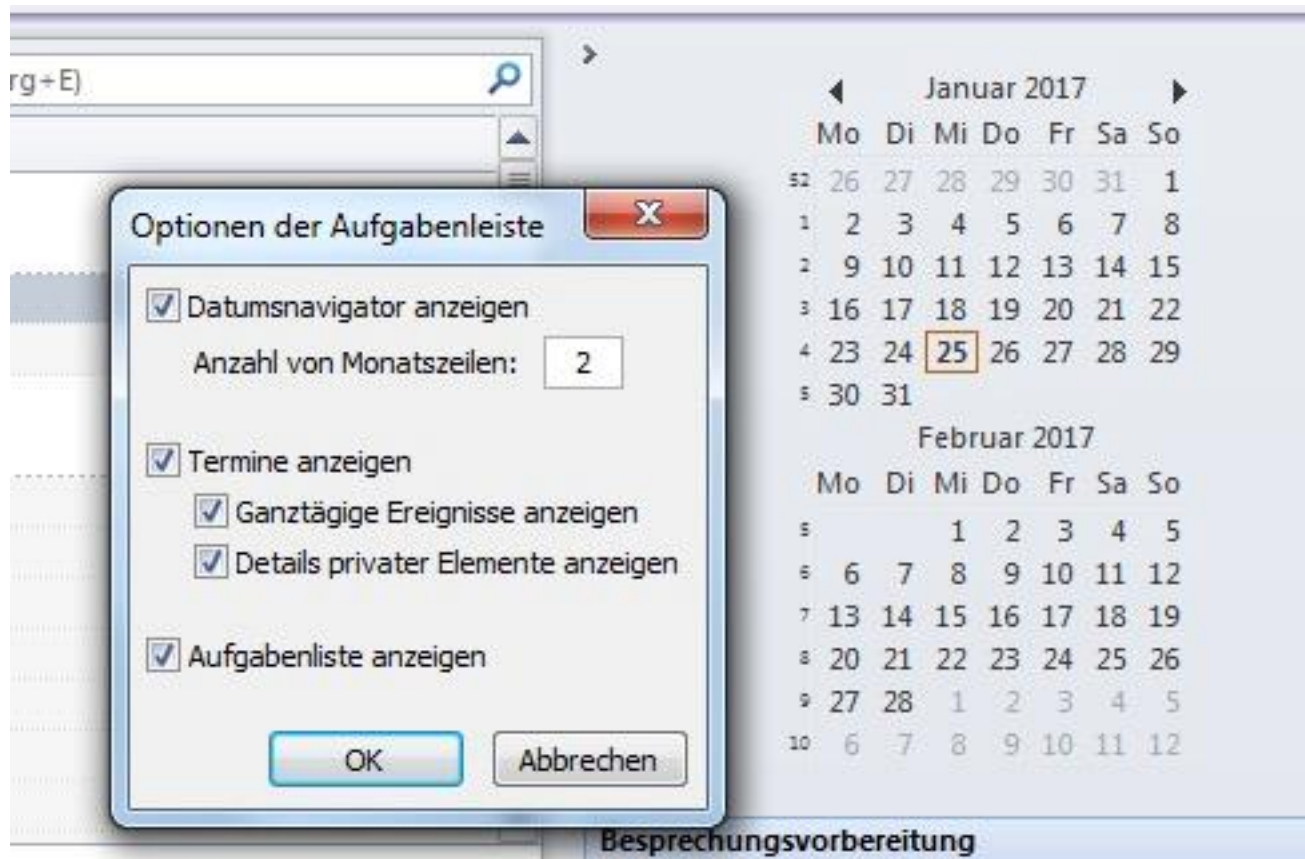 rg+E)
Optionen der Aufgabenleiste
Datumsnavigator anzeigen
Anzahl von Monatszeilen: 2
Termine anzeigen
Ganztägige Ereignisse anzeigen
Details privater Elemente anzeigen
Aufgabenliste anzeigen
OK Abbrechen
Januar 2017
Mo Di Mi Do Fr Sa So
52 26 27 28 29 30 31 1
1 2 3 4 5 6 7 8
2 9 10 11 12 13 14 15
3 16 17 18 19 20 21 22
4 23 24 25 26 27 28 29
5 30 31
Februar 2017
Mo Di Mi Do Fr Sa So
5 1 2 3 4 5
6 6 7 8 9 10 11 12
7 13 14 15 16 17 18 19
8 20 21 22 23 24 25 26
9 27 28 1 2 3 4 5
10 6 7 8 9 10 11 12
Besprechungsvorbereitung